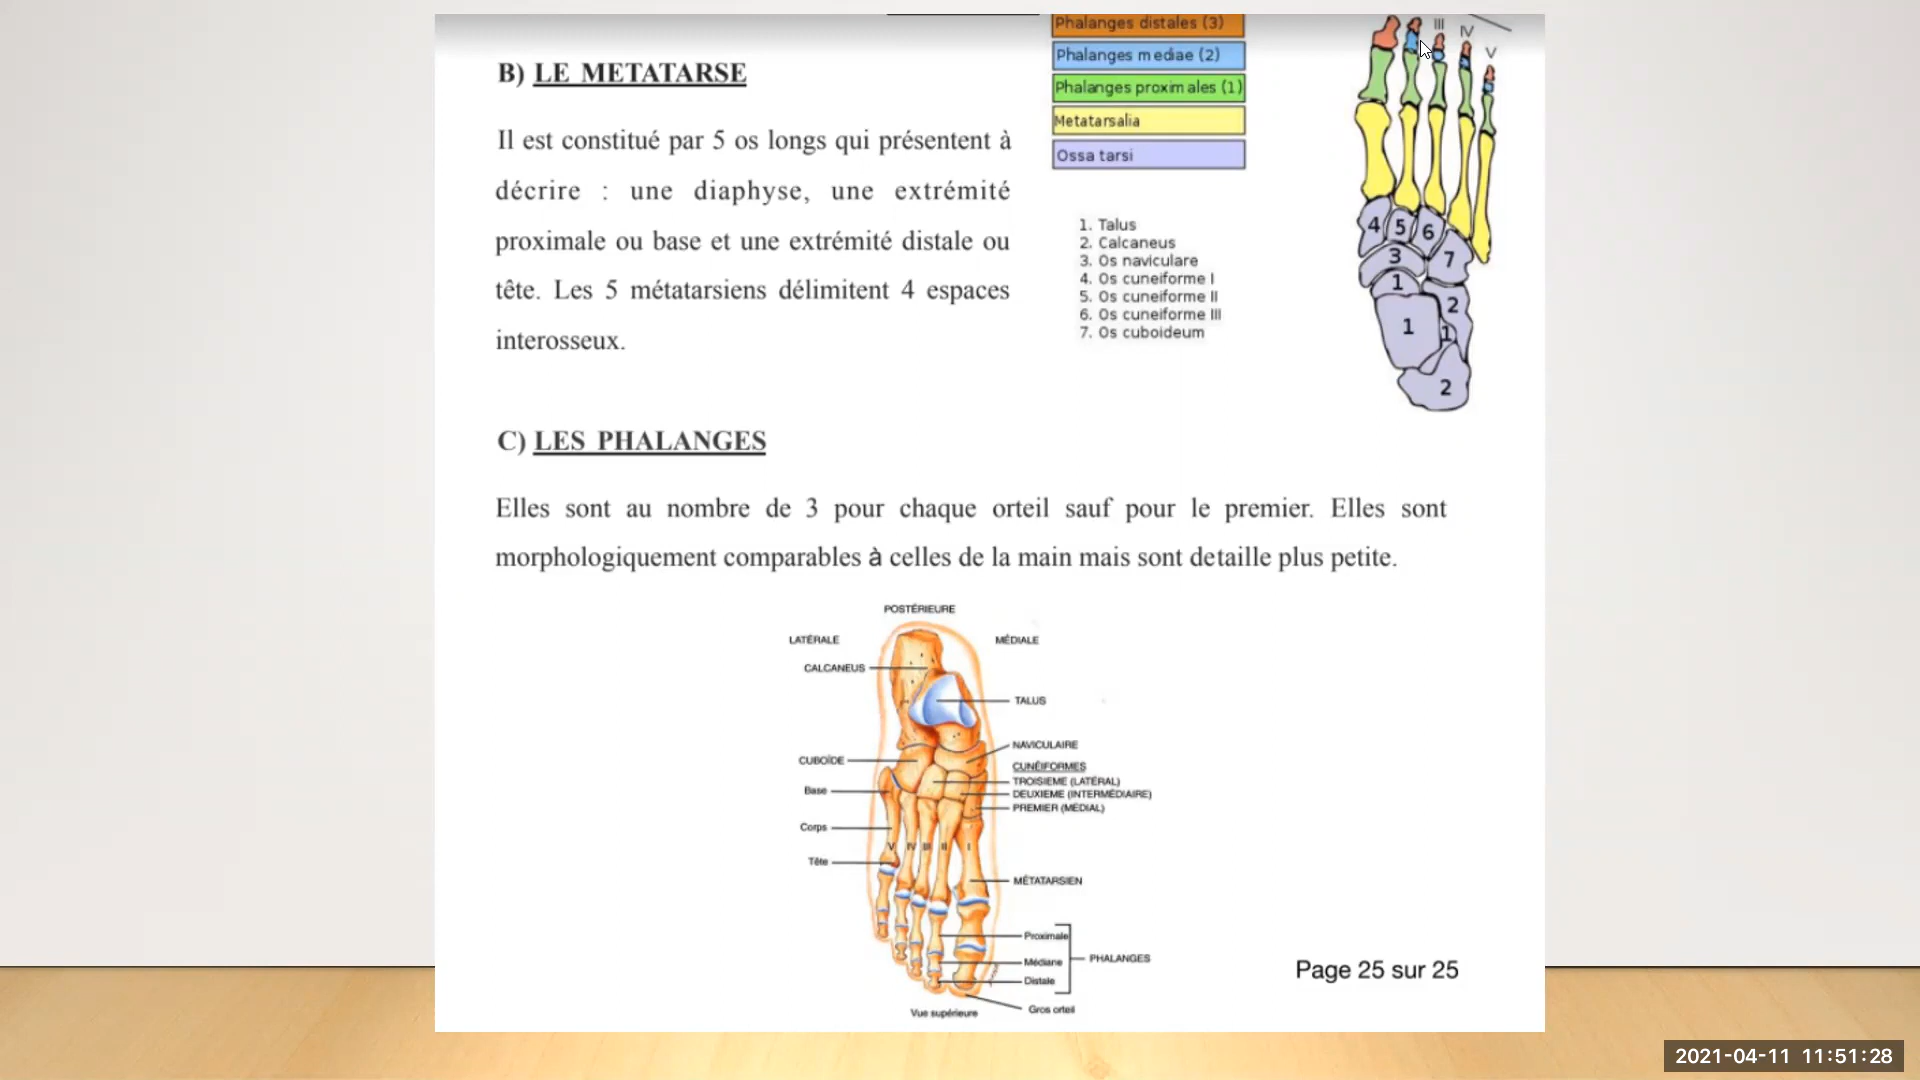 Phalanges distales (3)
Phalanges mediae (2)
Phalanges proximales (1)
Metatarsalia
Ossa tarsi
III
IV
V
B) LE METATARSE
Il est constitué par 5 os longs qui présentent à
décrire : une diaphyse, une extrémité
proximale ou base et une extrémité distale ou
tête. Les 5 métatarsiens délimitent 4 espaces
interosseux.
1. Talus
2. Calcaneus
3. Os naviculare
4. Os cuneiforme I
5. Os cuneiforme II
6. Os cuneiforme III
7. Os cuboideum
4 5 6
3 7
1
2
1 1
2
C) LES PHALANGES
Elles sont au nombre de 3 pour chaque orteil sauf pour le premier. Elles sont
morphologiquement comparables à celles de la main mais sont detaille plus petite.
POSTÉRIEURE
LATÉRALE
MÉDIALE
CALCANEUS
TALUS
NAVICULAIRE
CUBOÏDE
CUNÉIFORMES
TROISIEME (LATÉRAL)
Base
DEUXIEME (INTERMÉDIAIRE)
PREMIER (MÉDIAL)
Corps
V IV III II I
Tête
MÉTATARSIEN
Proximale
Médiane
PHALANGES
Distale
Gros orteil
Vue supérieure
Page 25 sur 25
2021-04-11 11:51:28